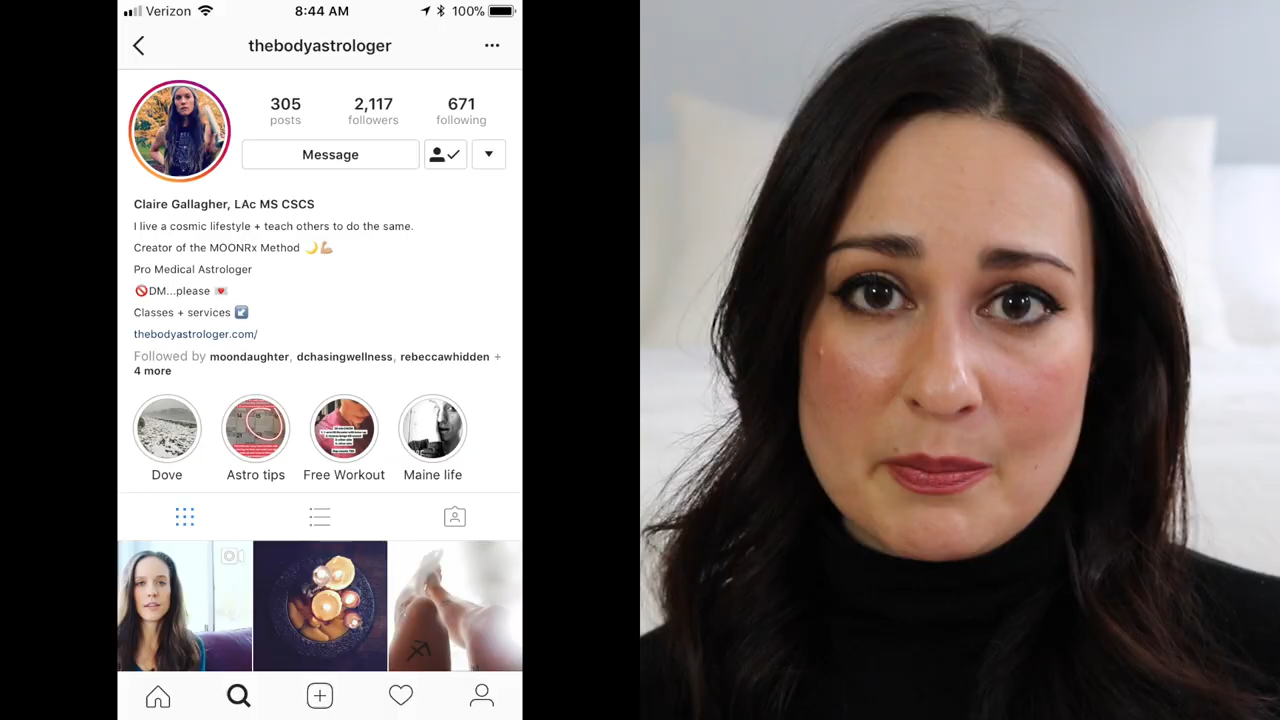 Verizon 8:44 AM 100%
thebodyastrologer
305 2,117 671
posts followers following
Message
Claire Gallagher, LAc MS CSCS
I live a cosmic lifestyle + teach others to do the same.
Creator of the MOONRx Method 🌙💪🏼
Pro Medical Astrologer
🚫DM...please 💌
Classes + services ↙️
thebodyastrologer.com/
Followed by moondaughter, dchasingwellness, rebeccawhidden +
4 more
Dove Astro tips Free Workout Maine life